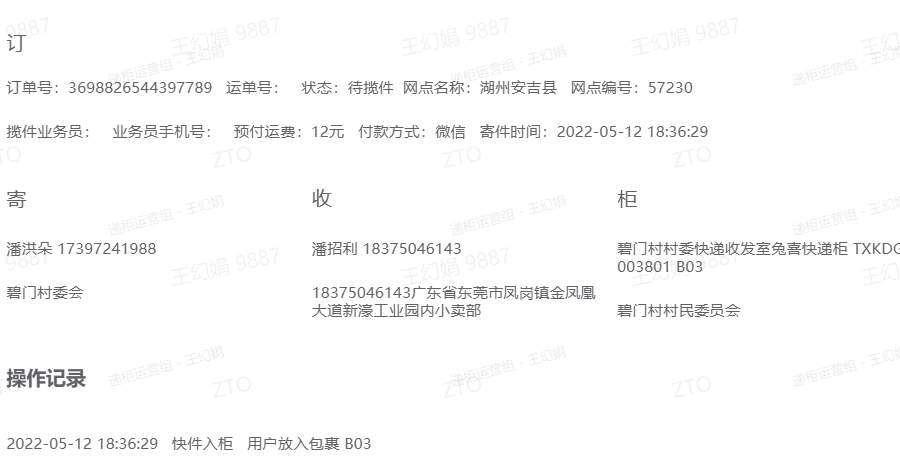 订
订单号：3698826544397789 运单号： 状态：待揽件 网点名称：湖州安吉县 网点编号：57230
揽件业务员： 业务员手机号： 预付运费：12元 付款方式：微信 寄件时间：2022-05-12 18:36:29
寄 收 柜
潘洪朵 17397241988
潘招利 18375046143
碧门村村委快递收发室兔喜快递柜 TXKDG
003801 B03
碧门村委会
18375046143广东省东莞市凤岗镇金凤凰
大道新濠工业园内小卖部
碧门村村民委员会
操作记录
2022-05-12 18:36:29 快件入柜 用户放入包裹 B03
王幻娟 9887
递柜运营组 - 王幻娟
ZTO